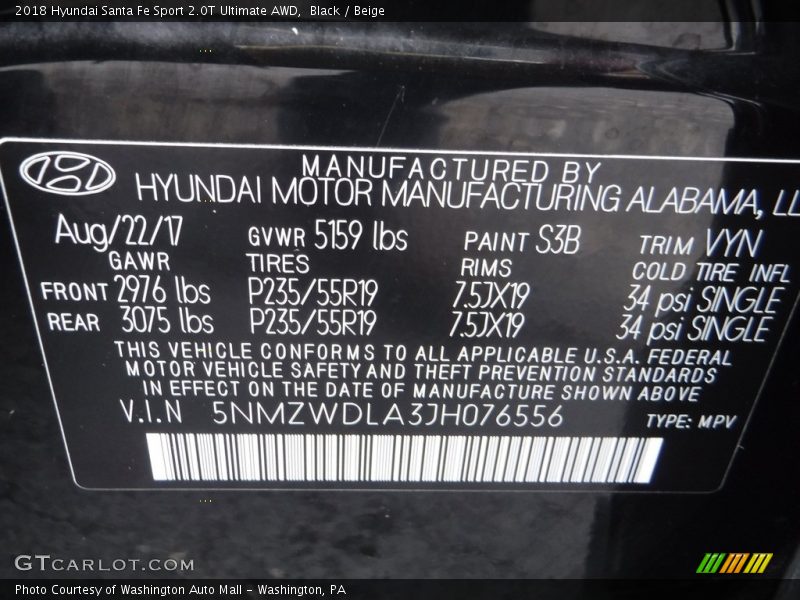 2018 Hyundai Santa Fe Sport 2.0T Ultimate AWD, Black / Beige
MANUFACTURED BY
HYUNDAI MOTOR MANUFACTURING ALABAMA, LL
Aug/22/17 GVWR 5159 lbs PAINT S3B TRIM VYN
GAWR TIRES RIMS COLD TIRE INFL
FRONT 2976 lbs P235/55R19 7.5JX19 34 psi SINGLE
REAR 3075 lbs P235/55R19 7.5JX19 34 psi SINGLE
THIS VEHICLE CONFORMS TO ALL APPLICABLE U.S.A. FEDERAL
MOTOR VEHICLE SAFETY AND THEFT PREVENTION STANDARDS
IN EFFECT ON THE DATE OF MANUFACTURE SHOWN ABOVE
V.I.N 5NMZWDLA3JH076556 TYPE: MPV
GTCARLOT.COM
Photo Courtesy of Washington Auto Mall - Washington, PA